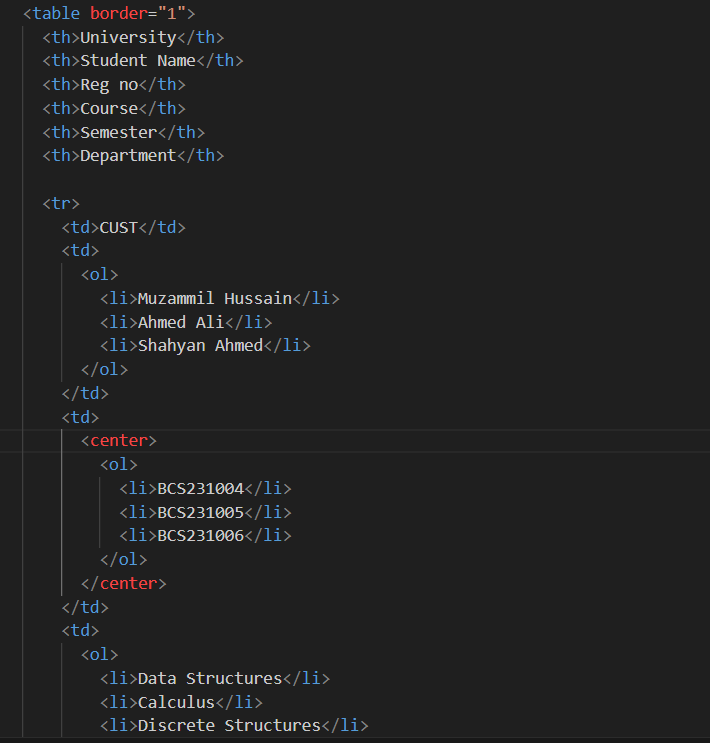 <table border="1">
  <th>University</th>
  <th>Student Name</th>
  <th>Reg no</th>
  <th>Course</th>
  <th>Semester</th>
  <th>Department</th>

  <tr>
    <td>CUST</td>
    <td>
      <ol>
        <li>Muzammil Hussain</li>
        <li>Ahmed Ali</li>
        <li>Shahyan Ahmed</li>
      </ol>
    </td>
    <td>
      <center>
        <ol>
          <li>BCS231004</li>
          <li>BCS231005</li>
          <li>BCS231006</li>
        </ol>
      </center>
    </td>
    <td>
      <ol>
        <li>Data Structures</li>
        <li>Calculus</li>
        <li>Discrete Structures</li>